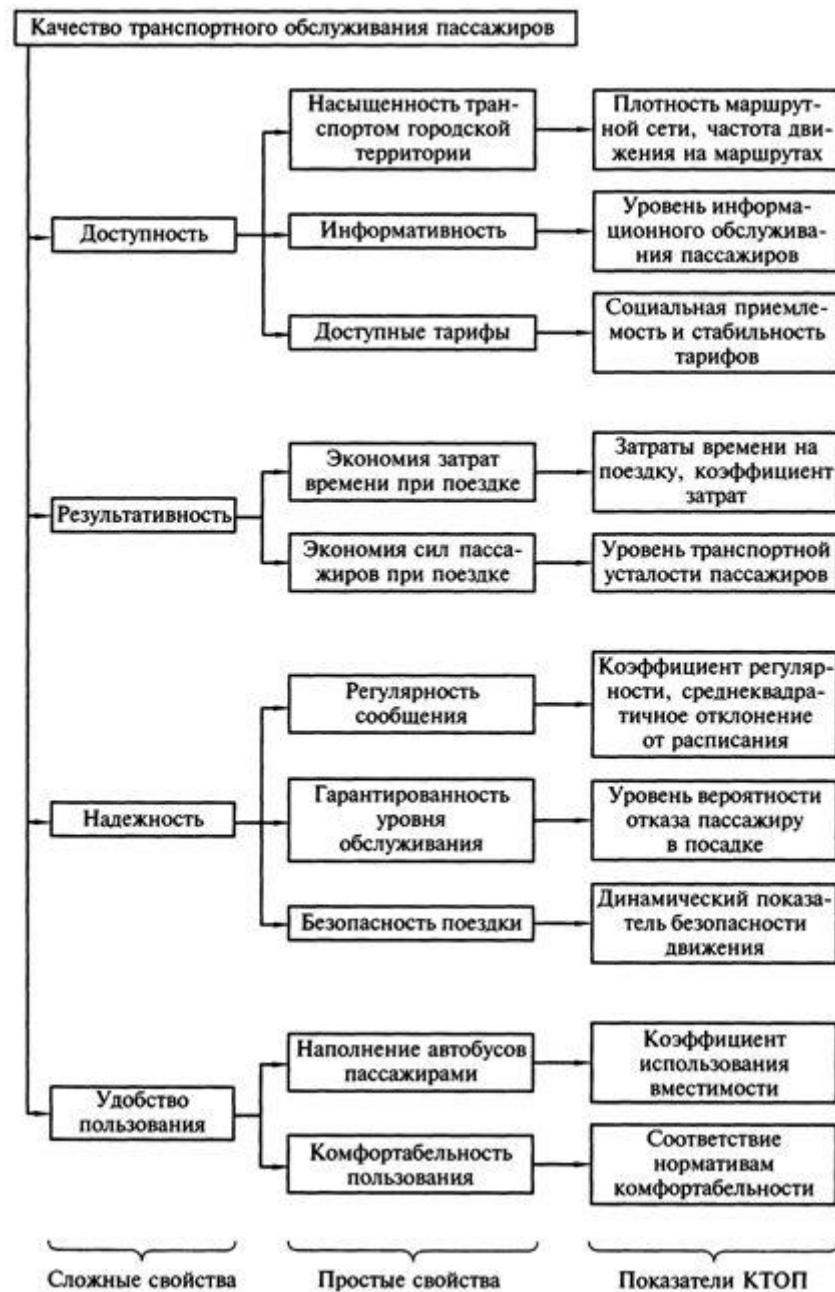 Качество транспортного обслуживания пассажиров
Насыщенность тран-
спортом городской
территории
Плотность маршрут-
ной сети, частота дви-
жения на маршрутах
Доступность
Информативность
Уровень информа-
ционного обслужива-
ния пассажиров
Доступные тарифы
Социальная приемле-
мость и стабильность
тарифов
Результативность
Экономия затрат
времени при поездке
Затраты времени на
поездку, коэффициент
затрат
Экономия сил пасса-
жиров при поездке
Уровень транспортной
усталости пассажиров
Надежность
Регулярность
сообщения
Коэффициент регуляр-
ности, среднеквадра-
тичное отклонение
от расписания
Гарантированность
уровня
обслуживания
Уровень вероятности
отказа пассажиру
в посадке
Безопасность поездки
Динамический показа-
тель безопасности
движения
Удобство
пользования
Наполнение автобусов
пассажирами
Коэффициент
использования
вместимости
Комфортабельность
пользования
Соответствие
нормативам
комфортабельности
Сложные свойства
Простые свойства
Показатели КТОП